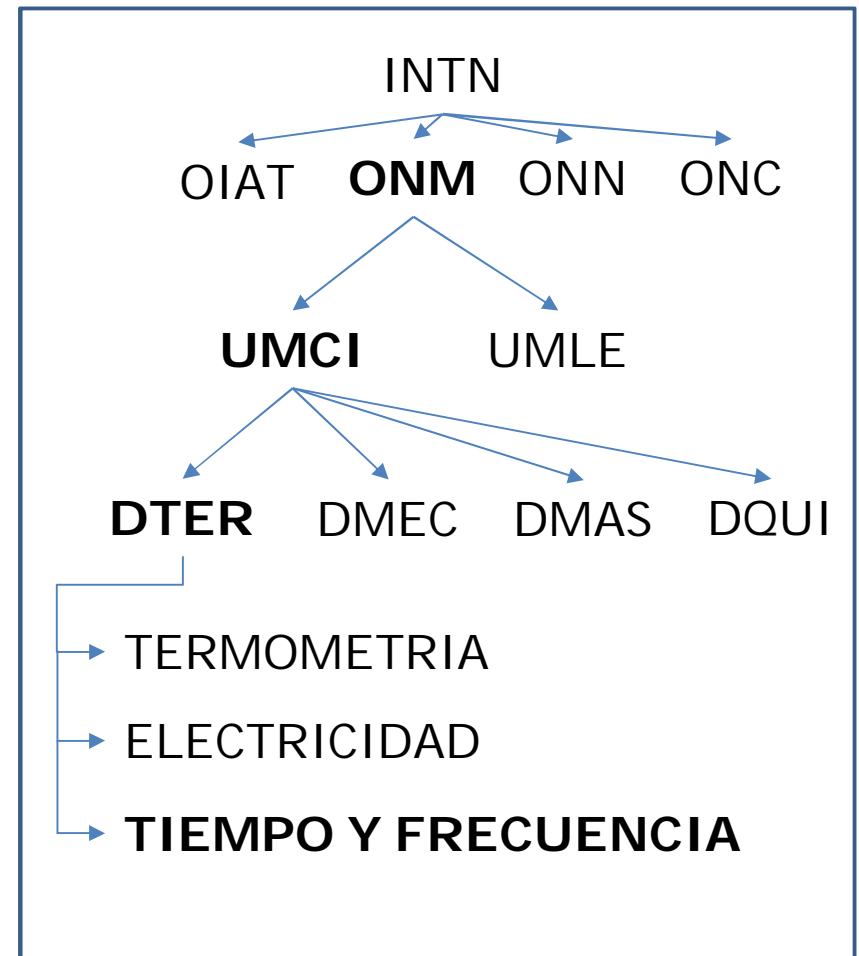 INTN
OIAT ONM ONN ONC
UMCI UMLE
DTER DMEC DMAS DQUI
TERMOMETRIA
ELECTRICIDAD
TIEMPO Y FRECUENCIA